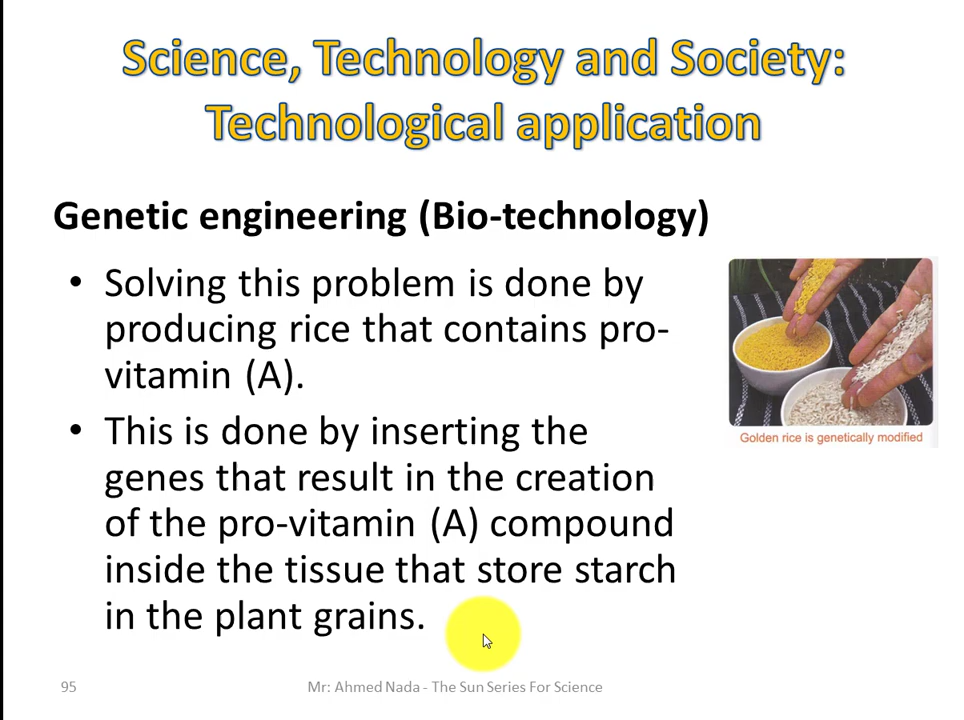 Science, Technology and Society:
Technological application
Genetic engineering (Bio-technology)
• Solving this problem is done by
producing rice that contains pro-
vitamin (A).
• This is done by inserting the
genes that result in the creation
of the pro-vitamin (A) compound
inside the tissue that store starch
in the plant grains.
Golden rice is genetically modified
95
Mr: Ahmed Nada - The Sun Series For Science